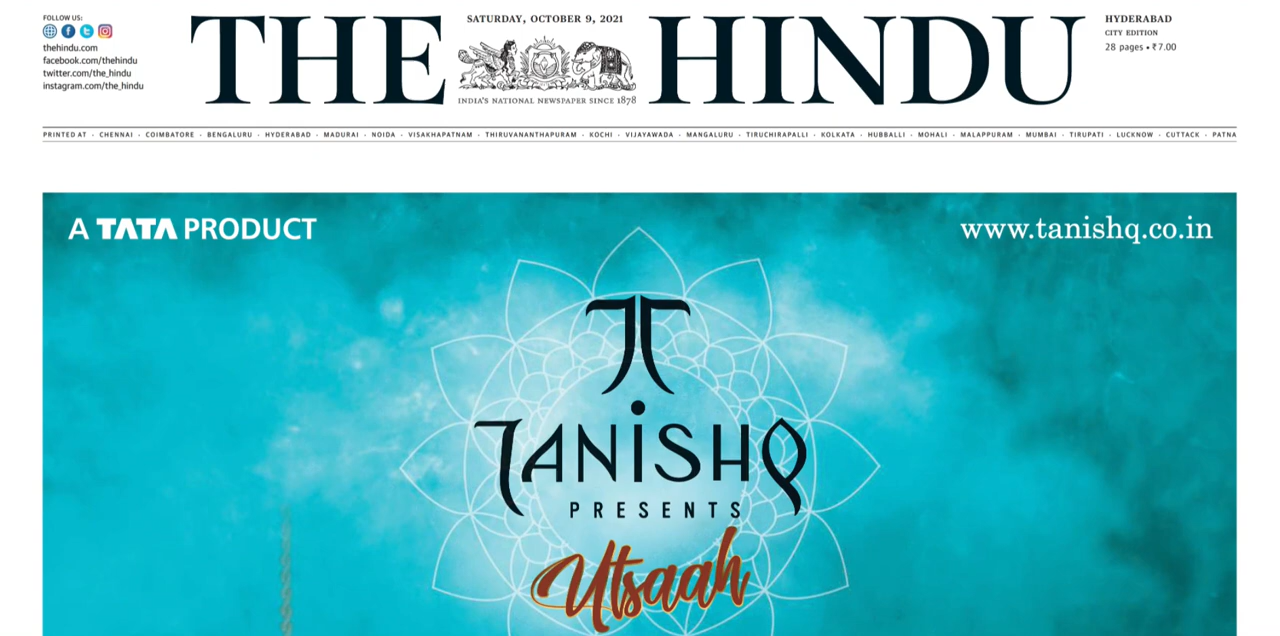 FOLLOW US:
thehindu.com
facebook.com/thehindu
twitter.com/the_hindu
instagram.com/the_hindu
THE HINDU
SATURDAY, OCTOBER 9, 2021
INDIA'S NATIONAL NEWSPAPER SINCE 1878
HYDERABAD
CITY EDITION
28 pages • ₹7.00
PRINTED AT · CHENNAI · COIMBATORE · BENGALURU · HYDERABAD · MADURAI · NOIDA · VISAKHAPATNAM · THIRUVANANTHAPURAM · KOCHI · VIJAYAWADA · MANGALURU · TIRUCHIRAPALLI · KOLKATA · HUBBALLI · MOHALI · MALAPPURAM · MUMBAI · TIRUPATI · LUCKNOW · CUTTACK · PATNA
A TATA PRODUCT
www.tanishq.co.in
TANiSHQ
PRESENTS
Utsaah